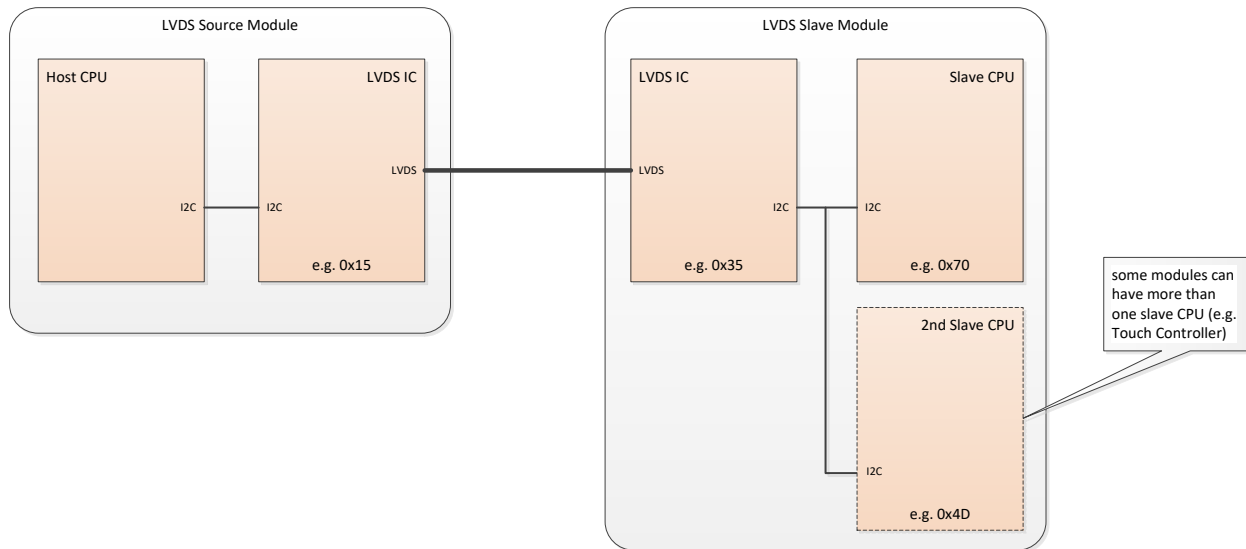 LVDS Source Module
Host CPU
LVDS IC
LVDS
I2C
I2C
e.g. 0x15
LVDS Slave Module
LVDS IC
Slave CPU
LVDS
I2C
I2C
e.g. 0x35
e.g. 0x70
2nd Slave CPU
I2C
e.g. 0x4D
some modules can
have more than
one slave CPU (e.g.
Touch Controller)